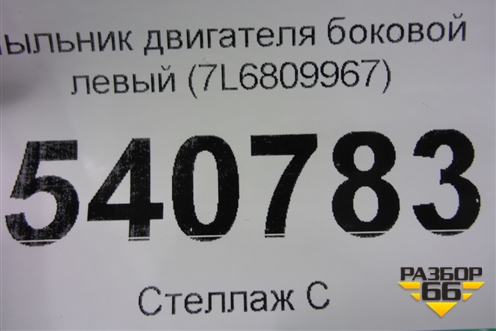 ыльник двигателя боковой
левый (7L6809967)
540783
Стеллаж С
РАЗБОР
66